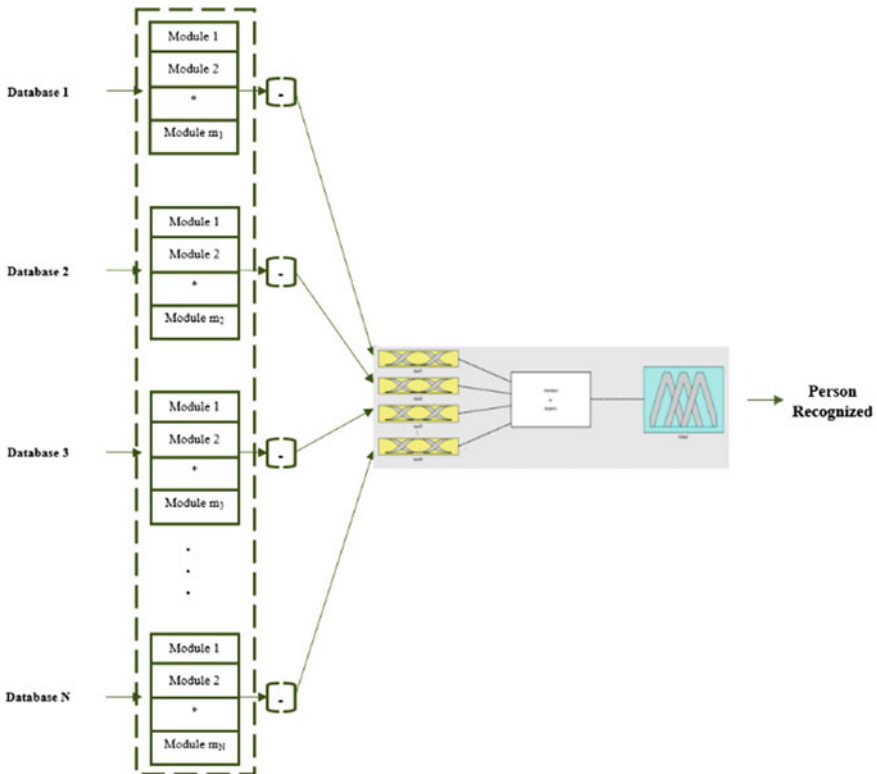 Module 1
Module 2
*
Module m₁
Database 1
-
Module 1
Module 2
*
Module m₂
Database 2
-
Module 1
Module 2
*
Module m₃
Database 3
-
Module 1
Module 2
*
Module mN
Database N
-
Person
Recognized